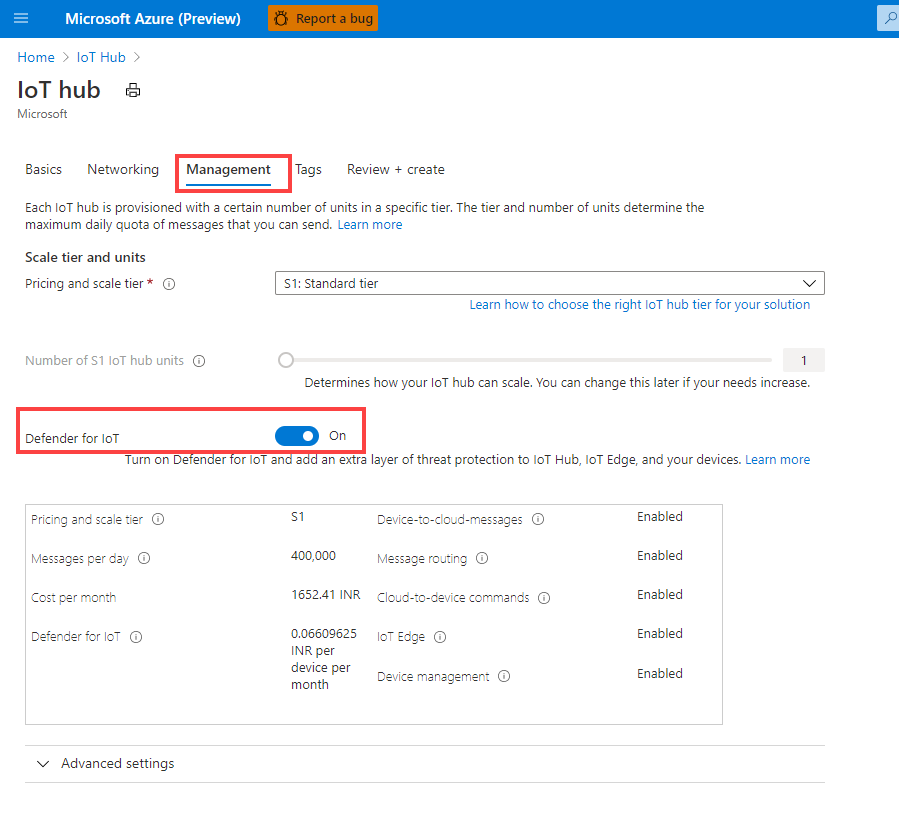 Microsoft Azure (Preview)
Report a bug
Home > IoT Hub >
IoT hub
Microsoft
Basics Networking Management Tags Review + create
Each IoT hub is provisioned with a certain number of units in a specific tier. The tier and number of units determine the
maximum daily quota of messages that you can send. Learn more
Scale tier and units
Pricing and scale tier *
S1: Standard tier
Learn how to choose the right IoT hub tier for your solution
Number of S1 IoT hub units
1
Determines how your IoT hub can scale. You can change this later if your needs increase.
Defender for IoT
On
Turn on Defender for IoT and add an extra layer of threat protection to IoT Hub, IoT Edge, and your devices. Learn more
Pricing and scale tier S1 Device-to-cloud-messages Enabled
Messages per day 400,000 Message routing Enabled
Cost per month 1652.41 INR Cloud-to-device commands Enabled
Defender for IoT 0.06609625 IoT Edge Enabled
INR per
device per
month
Device management Enabled
Advanced settings